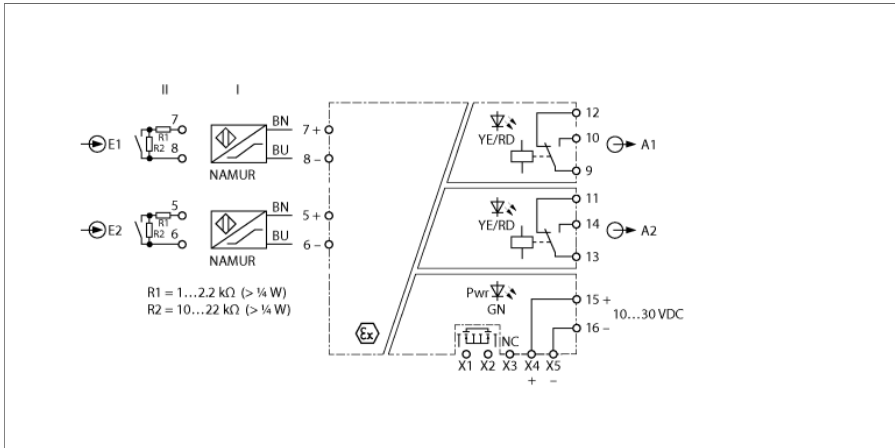 II I
E1 7 R1 R2 8
NAMUR
BN 7 +
BU 8 –
E2 5 R1 R2 6
NAMUR
BN 5 +
BU 6 –
R1 = 1…2.2 kΩ (> ¼ W)
R2 = 10…22 kΩ (> ¼ W)
Ex
YE/RD
12
10
9
A1
YE/RD
11
14
13
A2
Pwr
GN
15 +
16 –
10…30 VDC
NC
X1 X2 X3 X4 X5
+ –